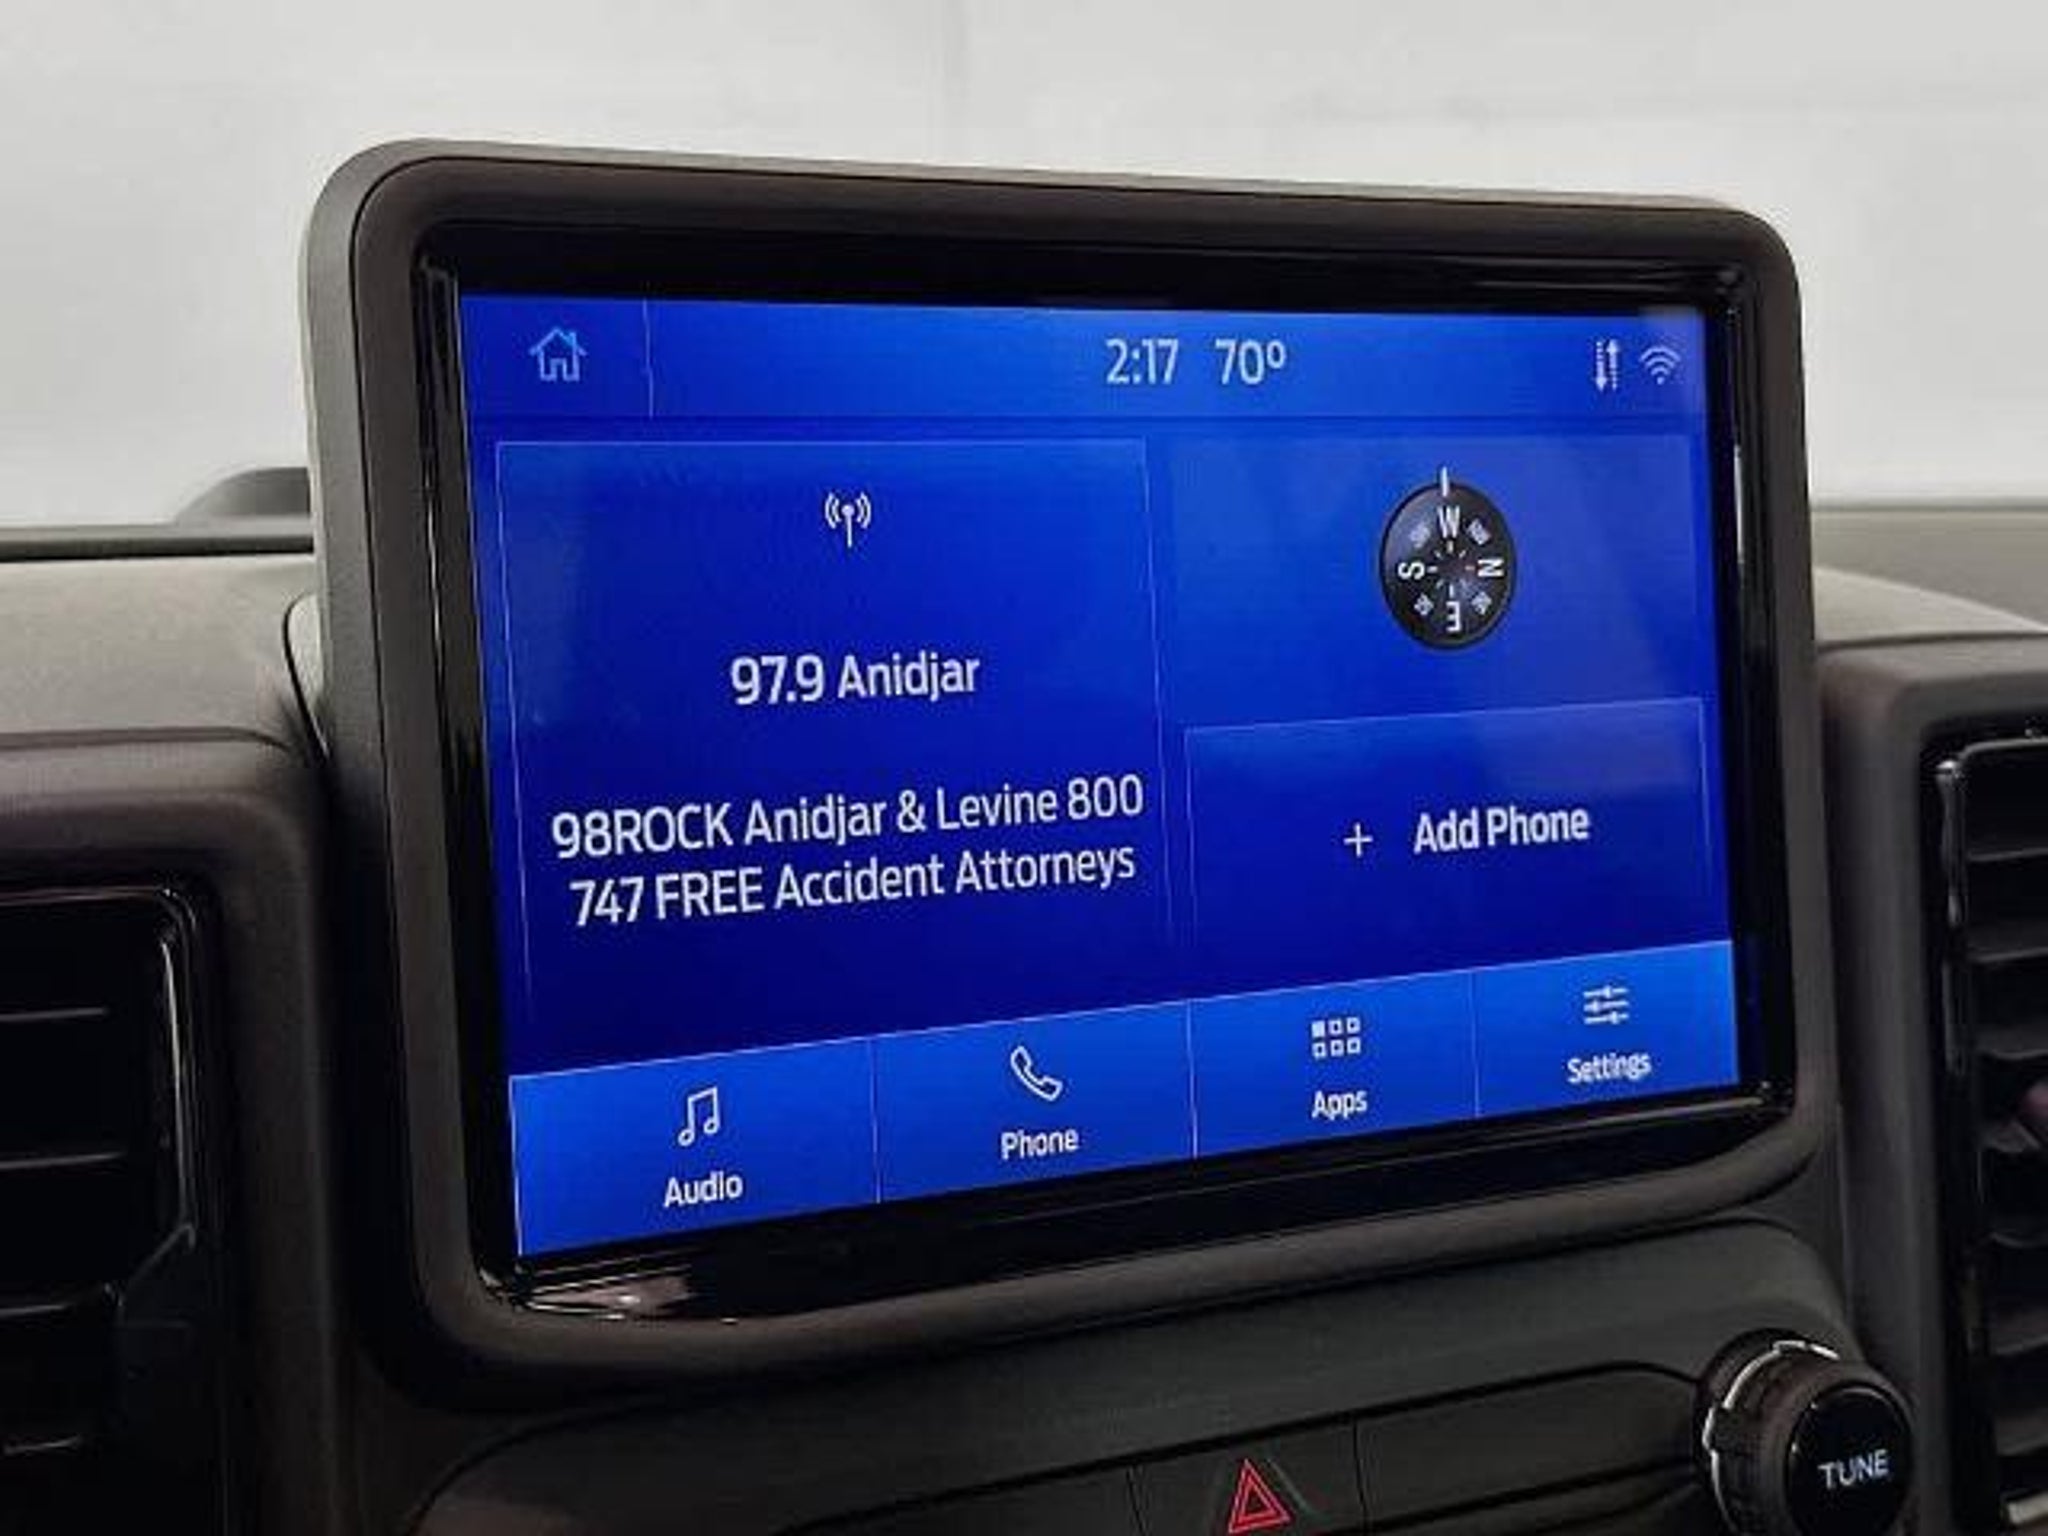 2:17 70º
97.9 Anidjar
98ROCK Anidjar & Levine 800
747 FREE Accident Attorneys
W
S
N
E
+ Add Phone
Audio
Phone
Apps
Settings
TUNE